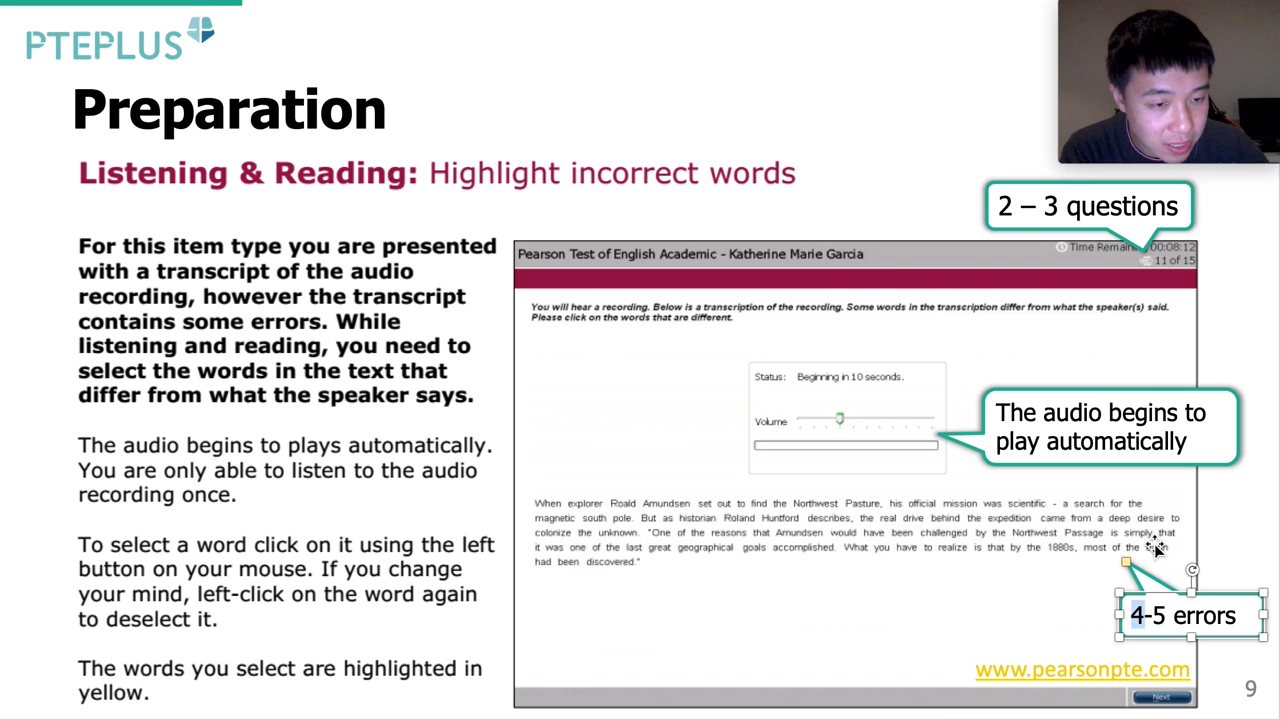 PTEPLUS
Preparation
Listening & Reading: Highlight incorrect words
2 – 3 questions
For this item type you are presented
with a transcript of the audio
recording, however the transcript
contains some errors. While
listening and reading, you need to
select the words in the text that
differ from what the speaker says.
The audio begins to plays automatically.
You are only able to listen to the audio
recording once.
To select a word click on it using the left
button on your mouse. If you change
your mind, left-click on the word again
to deselect it.
The words you select are highlighted in
yellow.
Pearson Test of English Academic - Katherine Marie Garcia
Time 00:08:12
11 of 15
You will hear a recording. Below is a transcription of the recording. Some words in the transcription differ from what the speaker(s) said.
Please click on the words that are different.
Status: Beginning in 10 seconds.
Volume
The audio begins to
play automatically
When explorer Roald Amundsen set out to find the Northwest Pasture, his official mission was scientific - a search for the
magnetic south pole. But as historian Roland Huntford describes, the real drive behind the expedition came from a deep desire to
colonize the unknown. "One of the reasons that Amundsen would have been challenged by the Northwest Passage is simply that
it was one of the last great geographical goals accomplished. What you have to realize is that by the 1880s, most of the
had been discovered."
4-5 errors
www.pearsonpte.com
Next
9